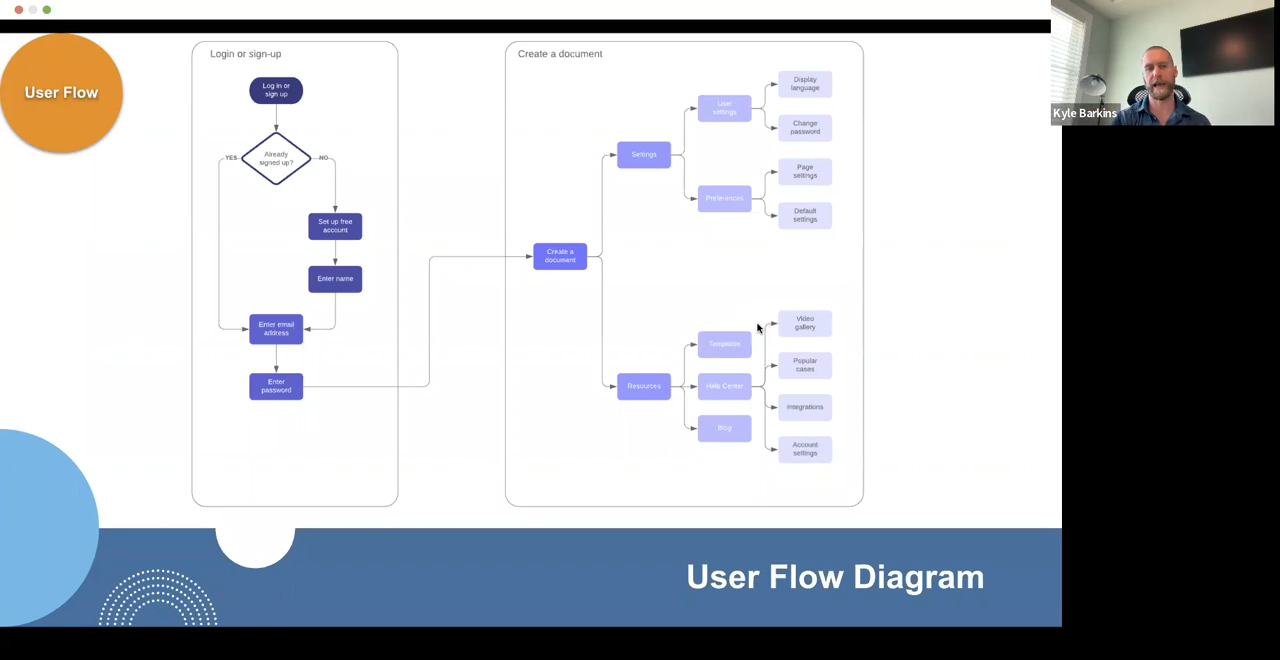 User Flow
Login or sign-up
Log in or
sign up
Already
signed up?
YES
NO
Set up free
account
Enter name
Enter email
address
Enter
password
Create a document
Create a
document
Settings
User
settings
Display
language
Change
password
Preferences
Page
settings
Default
settings
Resources
Templates
Help Center
Blog
Video
gallery
Popular
cases
Integrations
Account
settings
User Flow Diagram
Kyle Barkins